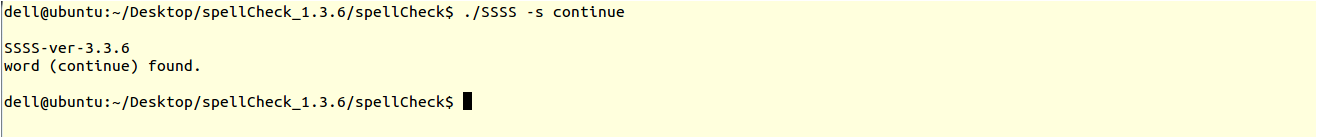 dell@ubuntu:~/Desktop/spellCheck_1.3.6/spellCheck$ ./SSSS -s continue
SSSS-ver-3.3.6
word (continue) found.
dell@ubuntu:~/Desktop/spellCheck_1.3.6/spellCheck$